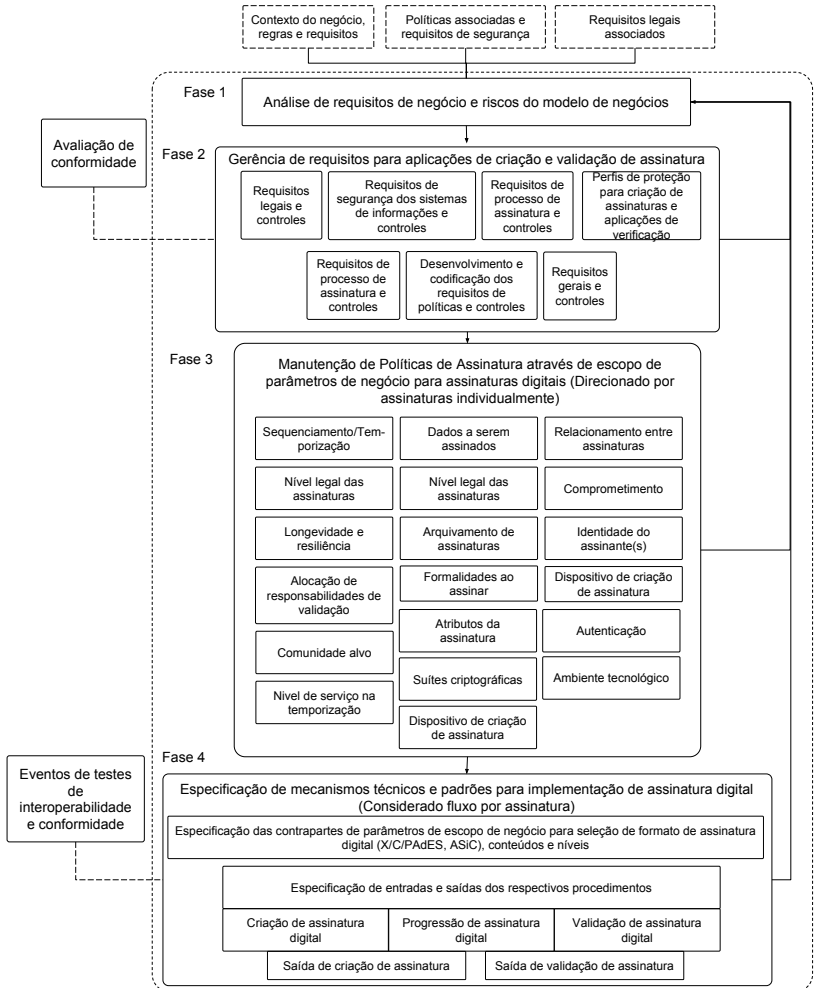 Contexto do negócio,
regras e requisitos
Políticas associadas e
requisitos de segurança
Requisitos legais
associados
Fase 1
Análise de requisitos de negócio e riscos do modelo de negócios
Avaliação de
conformidade
Fase 2
Gerência de requisitos para aplicações de criação e validação de assinatura
Requisitos
legais e
controles
Requisitos de
segurança dos sistemas
de informações e
controles
Requisitos de
processo de
assinatura e
controles
Perfis de proteção
para criação de
assinaturas e
aplicações de
verificação
Requisitos de
processo de
assinatura e
controles
Desenvolvimento e
codificação dos
requisitos de
políticas e controles
Requisitos
gerais e
controles
Fase 3
Manutenção de Políticas de Assinatura através de escopo de
parâmetros de negócio para assinaturas digitais (Direcionado por
assinaturas individualmente)
Sequenciamento/Tem-
porização
Dados a serem
assinados
Relacionamento entre
assinaturas
Nível legal das
assinaturas
Nível legal das
assinaturas
Comprometimento
Longevidade e
resiliência
Arquivamento de
assinaturas
Identidade do
assinante(s)
Alocação de
responsabilidades de
validação
Formalidades ao
assinar
Dispositivo de criação
de assinatura
Atributos da
assinatura
Autenticação
Comunidade alvo
Suítes criptográficas
Ambiente tecnológico
Nivel de serviço na
temporização
Dispositivo de criação
de assinatura
Fase 4
Eventos de testes
de
interoperabilidade
e conformidade
Especificação de mecanismos técnicos e padrões para implementação de assinatura digital
(Considerado fluxo por assinatura)
Especificação das contrapartes de parâmetros de escopo de negócio para seleção de formato de assinatura
digital (X/C/PAdES, ASiC), conteúdos e níveis
Especificação de entradas e saídas dos respectivos procedimentos
Criação de assinatura
digital
Progressão de assinatura
digital
Validação de assinatura
digital
Saída de criação de assinatura
Saída de validação de assinatura